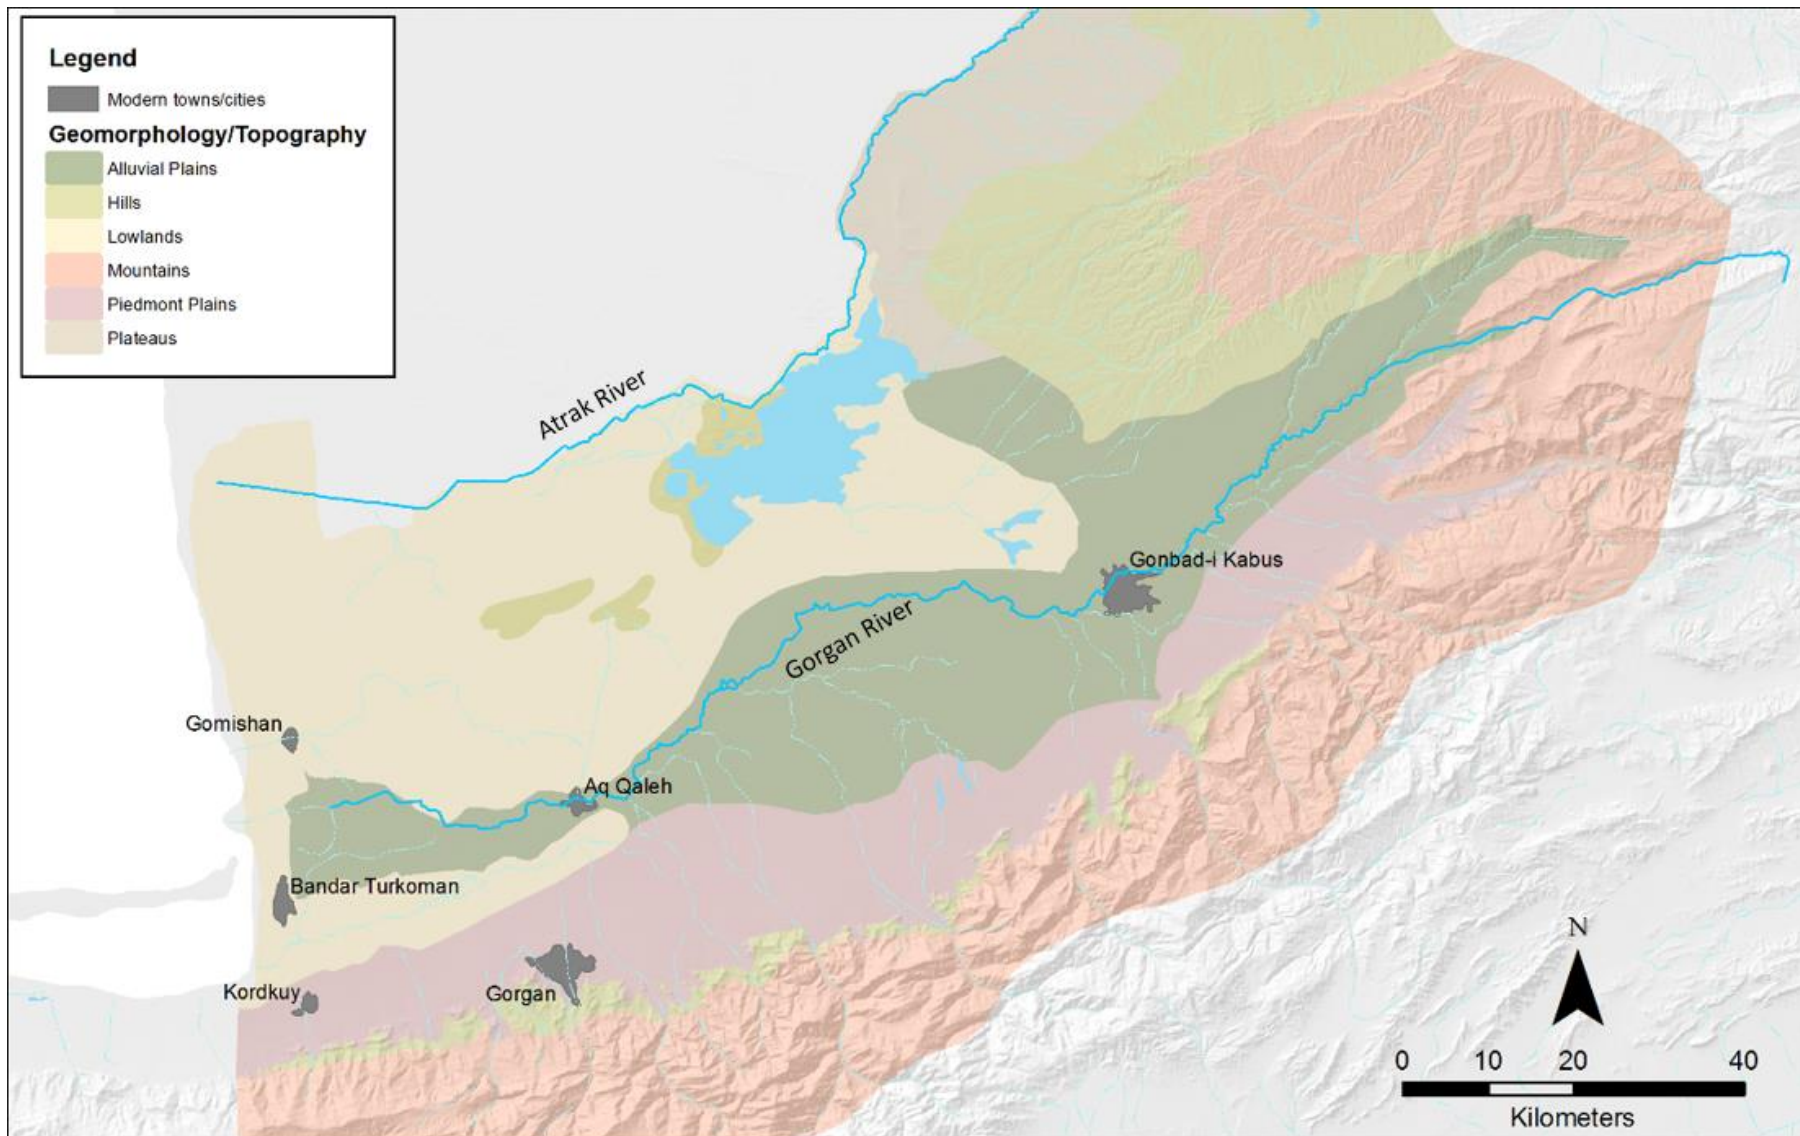 Legend
Modern towns/cities
Geomorphology/Topography
Alluvial Plains
Hills
Lowlands
Mountains
Piedmont Plains
Plateaus
Atrak River
Gonbad-i Kabus
Gorgan River
Gomishan
Aq Qaleh
Bandar Turkoman
Kordkuy
Gorgan
N
0 10 20 40
Kilometers